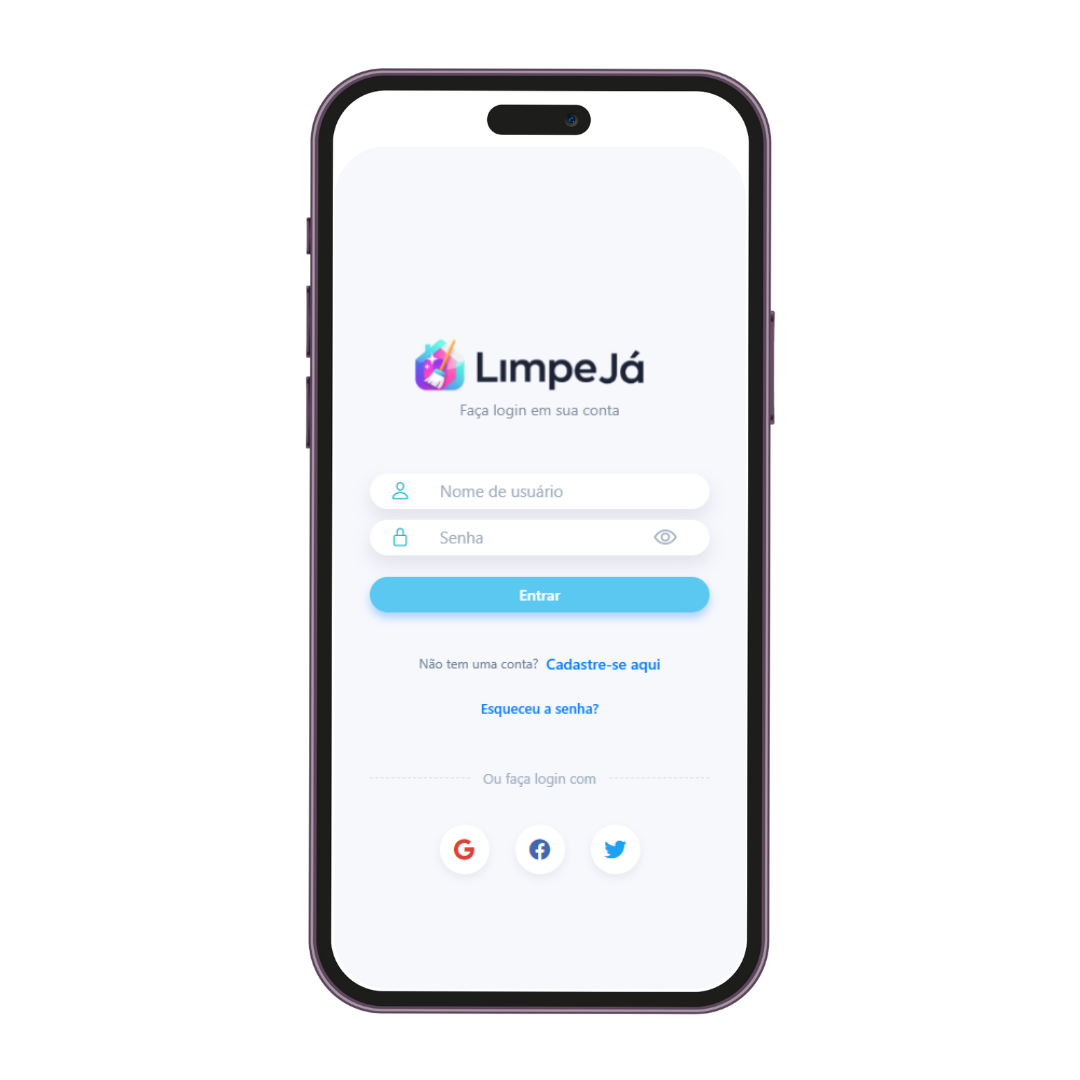 LimpeJá
Faça login em sua conta
Nome de usuário
Senha
Entrar
Não tem uma conta? Cadastre-se aqui
Esqueceu a senha?
Ou faça login com